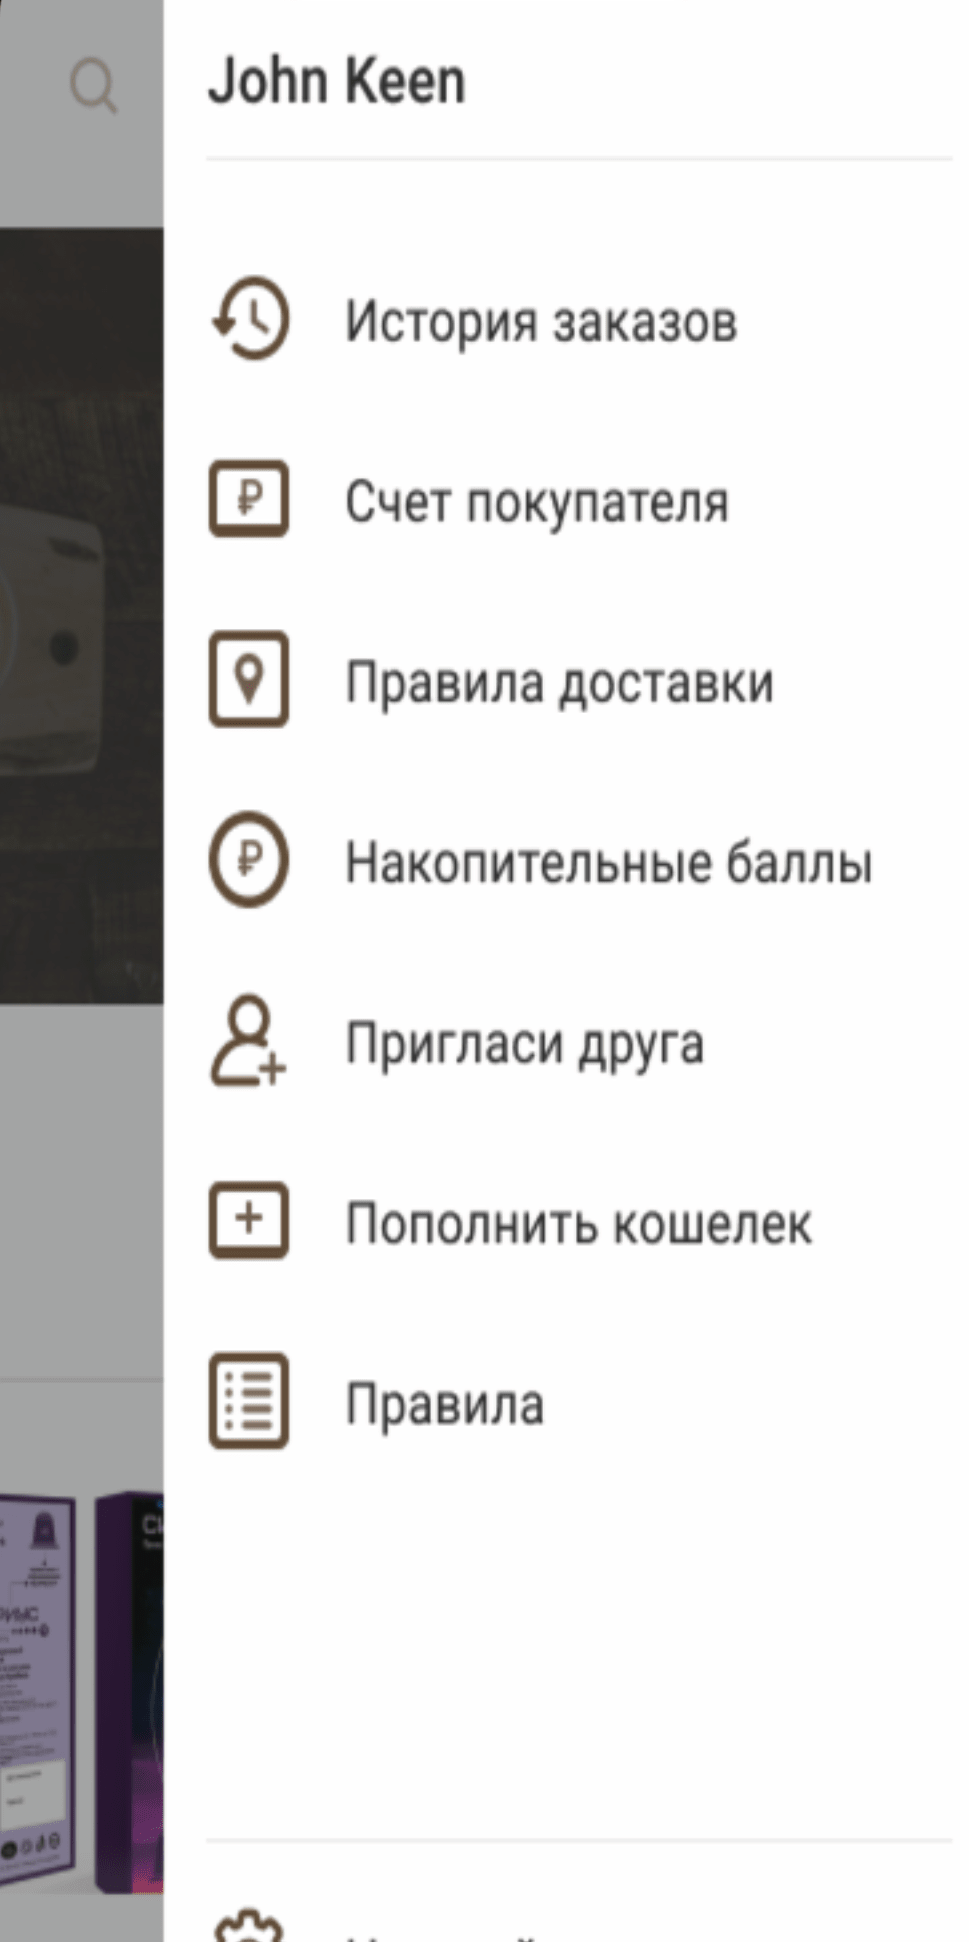 John Keen
История заказов
Счет покупателя
Правила доставки
Накопительные баллы
Пригласи друга
Пополнить кошелек
Правила